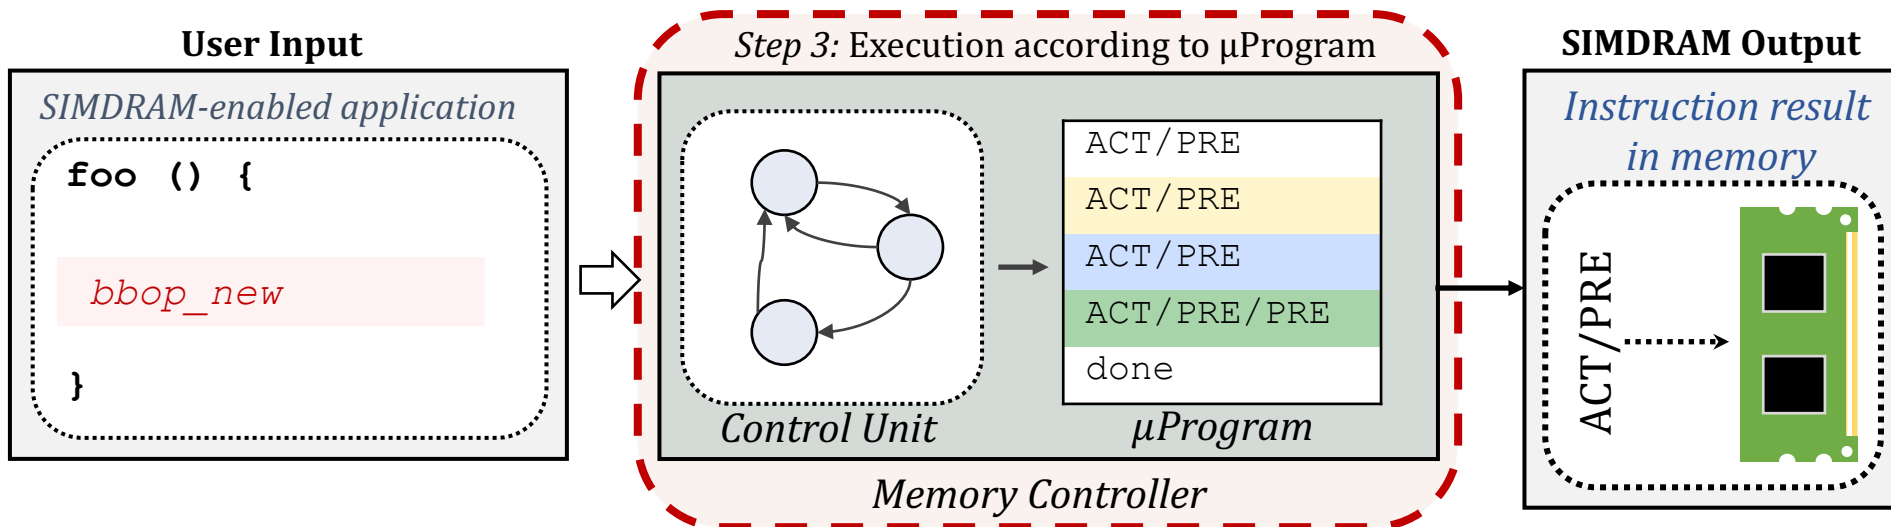 User Input
SIMDRAM-enabled application
foo () {
bbop_new
}
Step 3: Execution according to μProgram
Control Unit
ACT/PRE
ACT/PRE
ACT/PRE
ACT/PRE/PRE
done
μProgram
Memory Controller
SIMDRAM Output
Instruction result
in memory
ACT/PRE